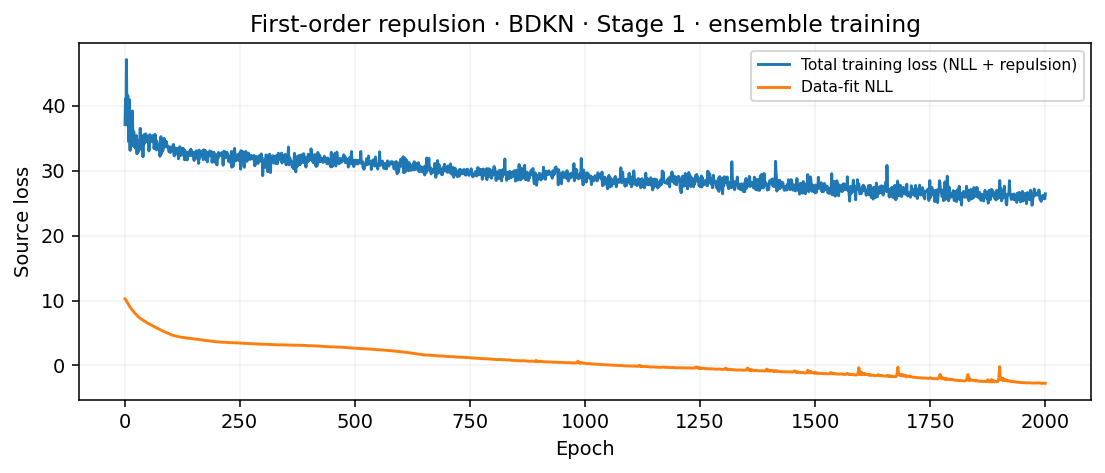 First-order repulsion · BDKN · Stage 1 · ensemble training
Total training loss (NLL + repulsion)
Data-fit NLL
Source loss
40
30
20
10
0
0 250 500 750 1000 1250 1500 1750 2000
Epoch